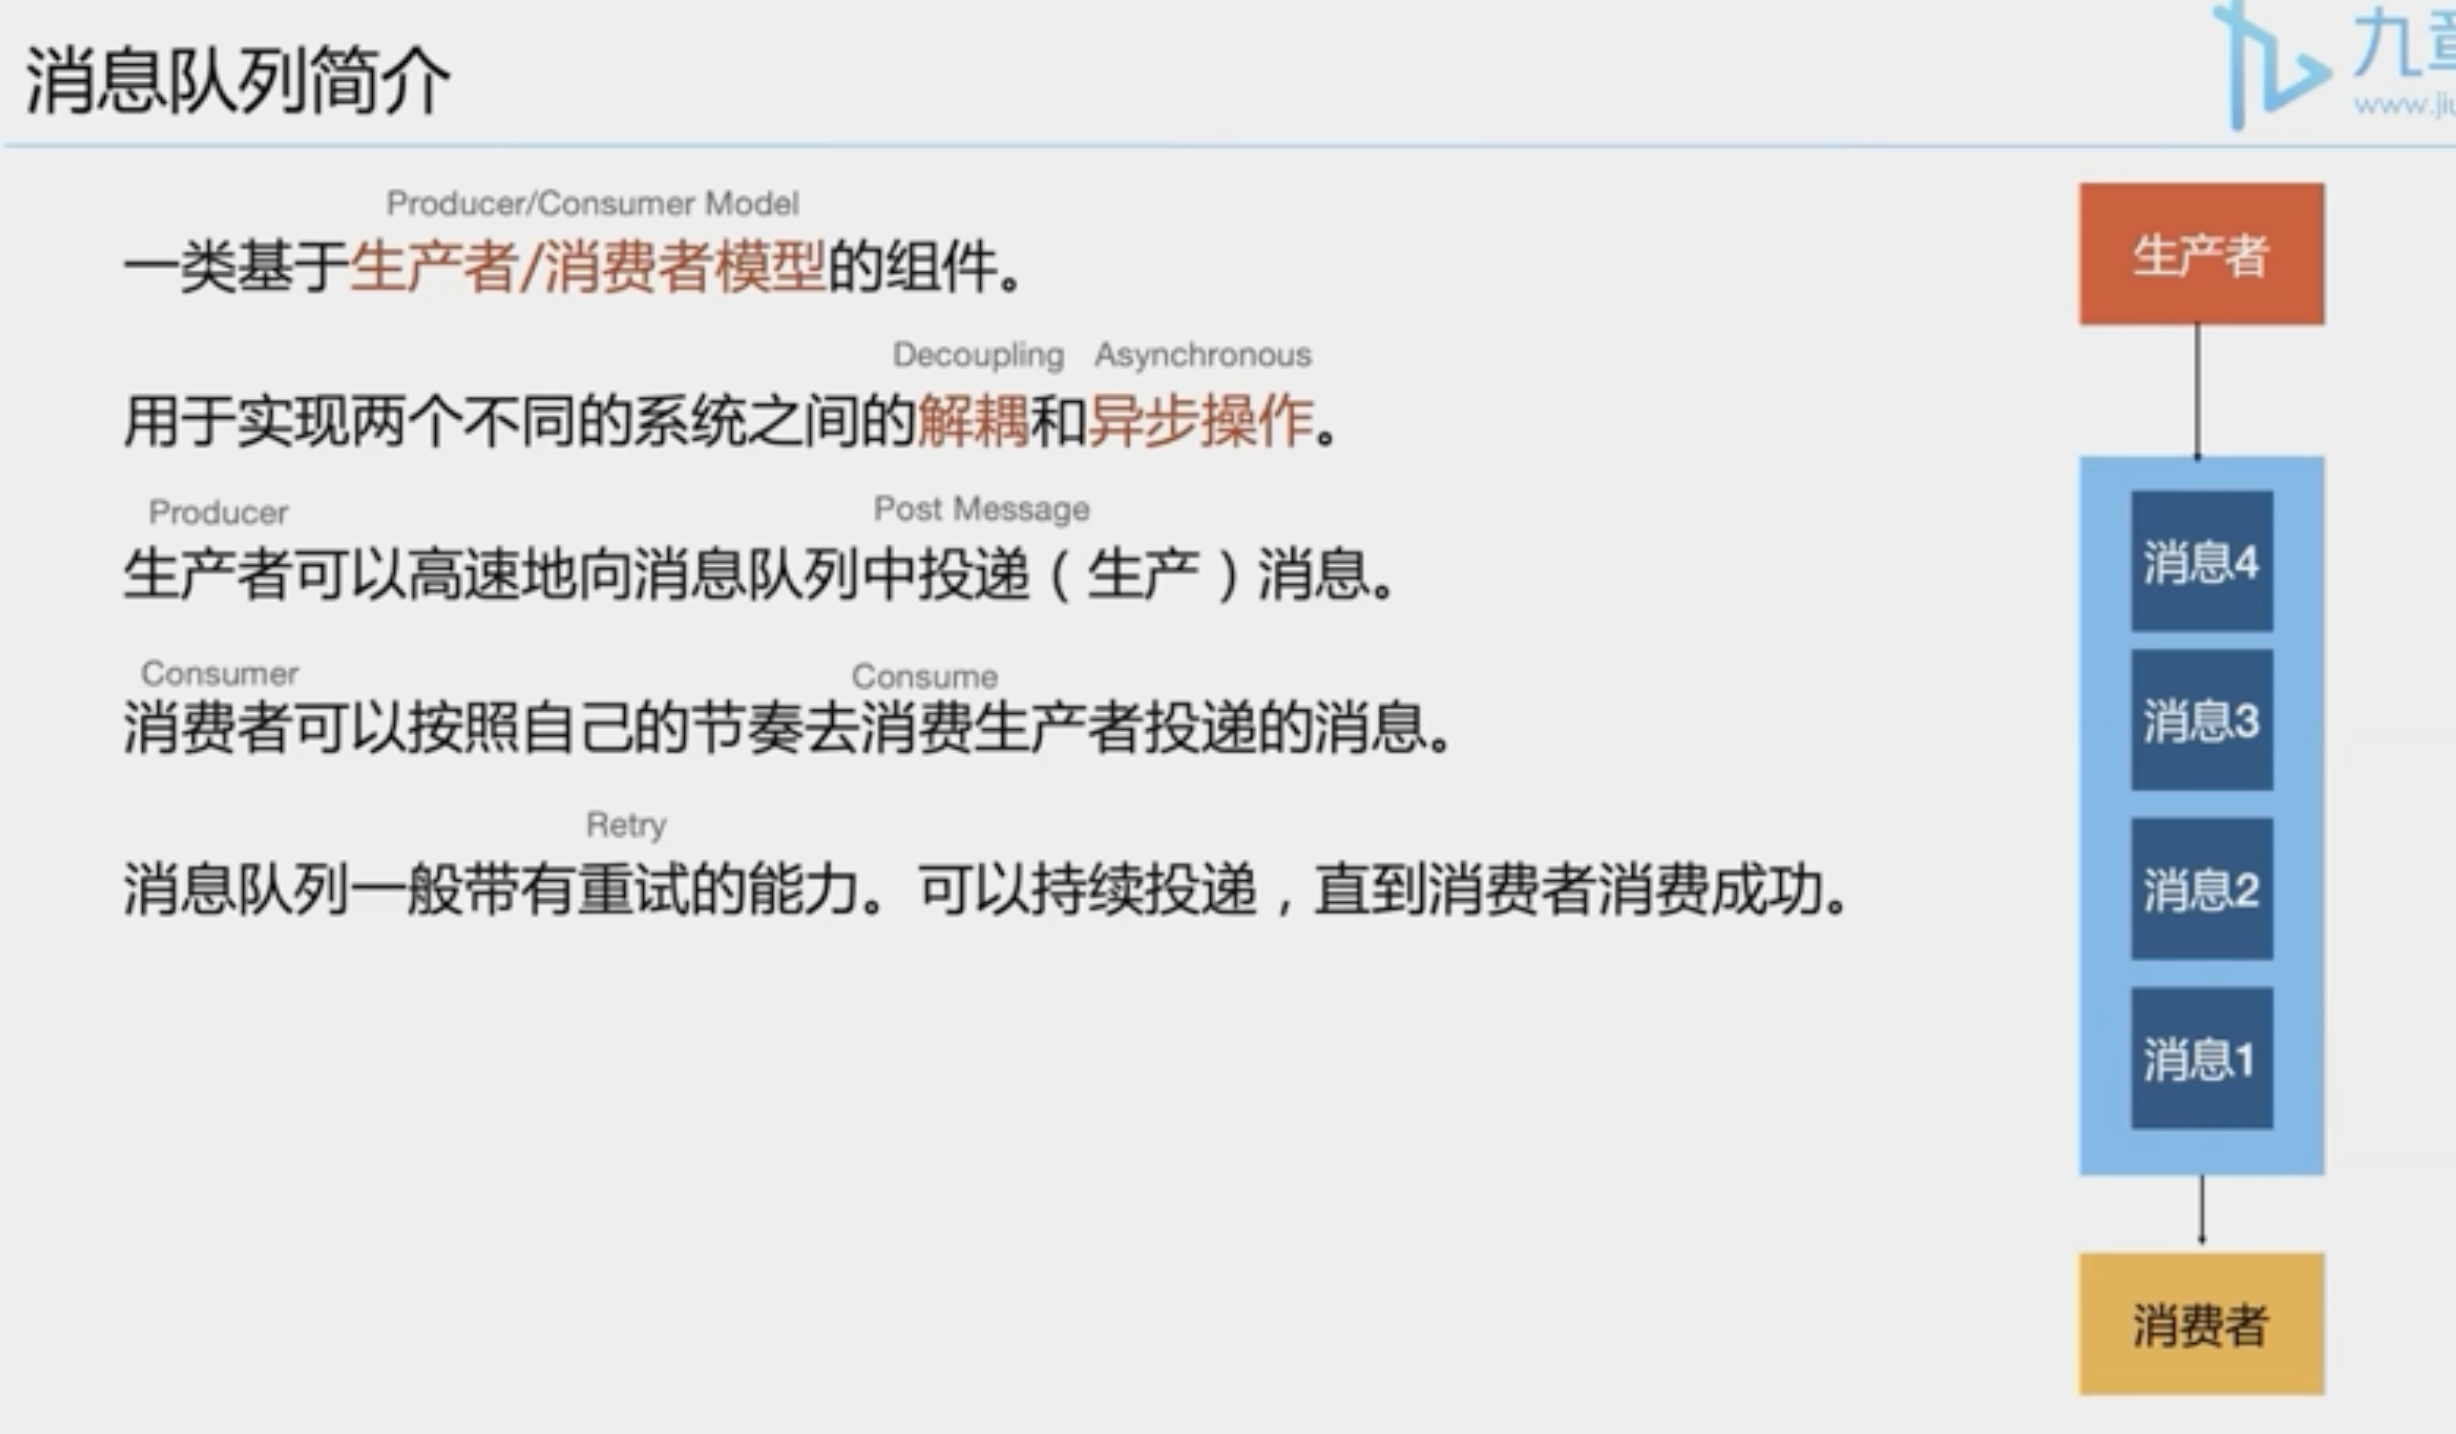 消息队列简介
九章
www.jiu
Producer/Consumer Model
一类基于生产者/消费者模型的组件。
Decoupling Asynchronous
用于实现两个不同的系统之间的解耦和异步操作。
Producer Post Message
生产者可以高速地向消息队列中投递（生产）消息。
Consumer Consume
消费者可以按照自己的节奏去消费生产者投递的消息。
Retry
消息队列一般带有重试的能力。可以持续投递，直到消费者消费成功。
生产者
消息4
消息3
消息2
消息1
消费者